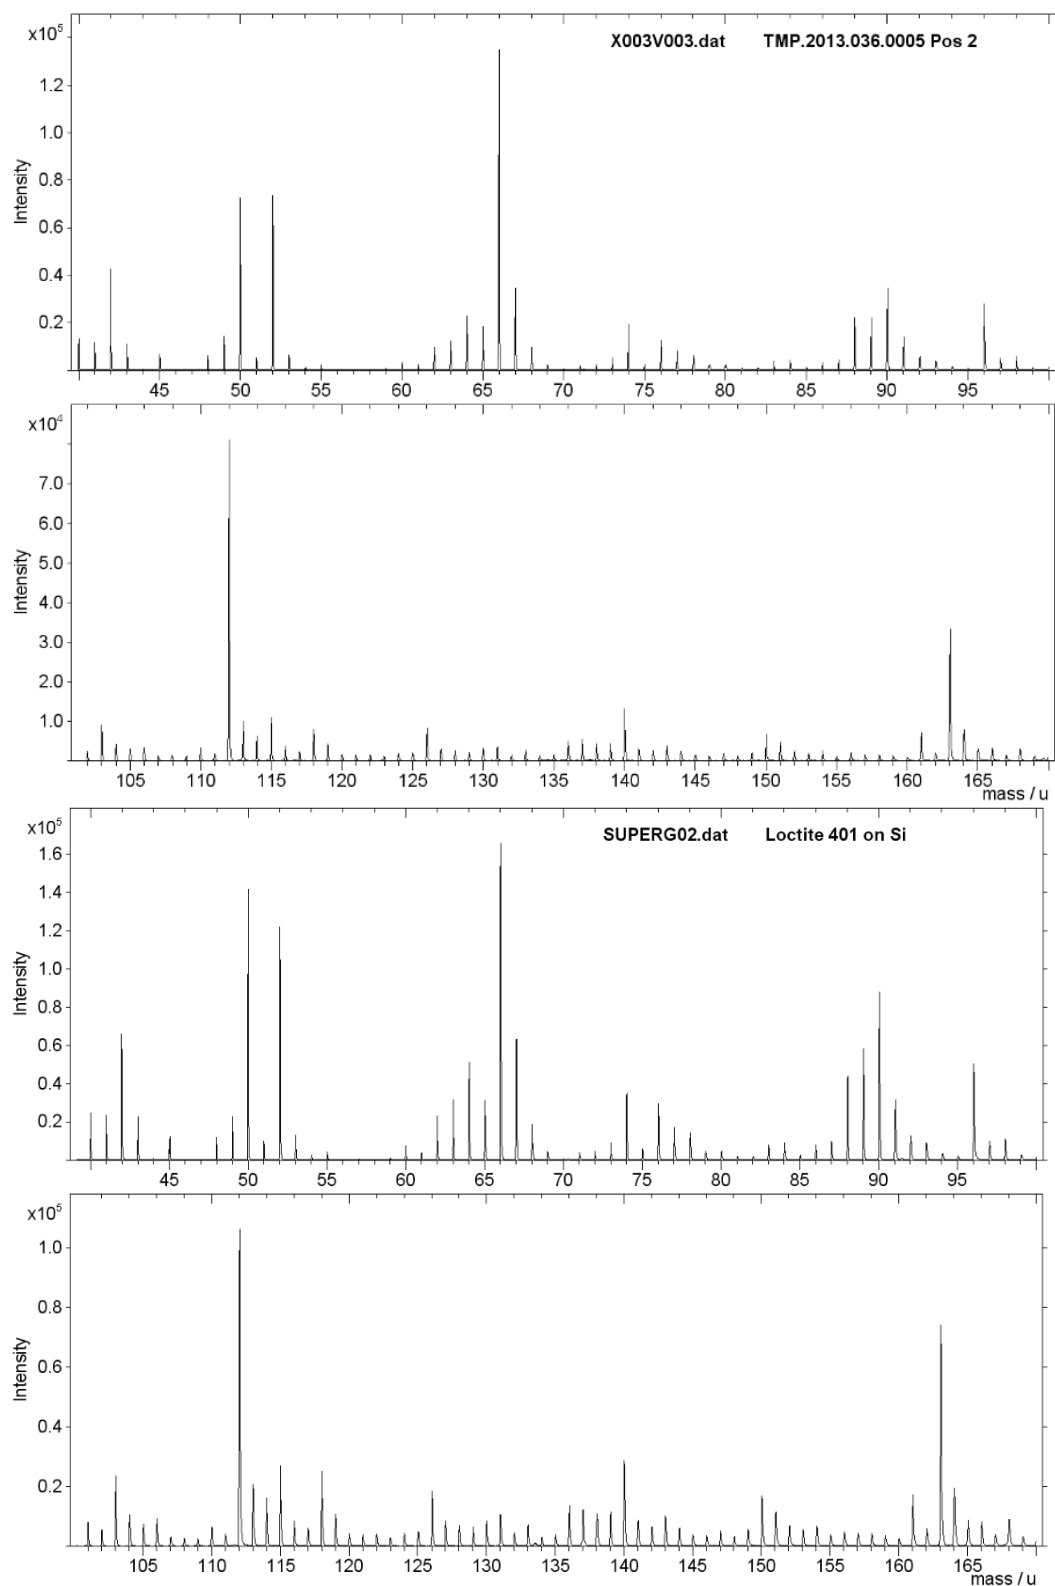 x10⁵
X003V003.dat TMP.2013.036.0005 Pos 2
1.2
1.0
0.8
0.6
0.4
0.2
Intensity
45 50 55 60 65 70 75 80 85 90 95
x10⁴
7.0
6.0
5.0
4.0
3.0
2.0
1.0
Intensity
105 110 115 120 125 130 135 140 145 150 155 160 165
mass / u
x10⁵
SUPERG02.dat Loctite 401 on Si
1.6
1.4
1.2
1.0
0.8
0.6
0.4
0.2
Intensity
45 50 55 60 65 70 75 80 85 90 95
x10⁵
1.0
0.8
0.6
0.4
0.2
Intensity
105 110 115 120 125 130 135 140 145 150 155 160 165
mass / u